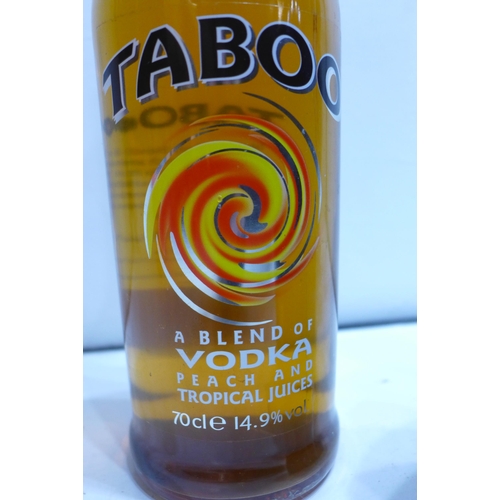 TABOO
A BLEND OF
VODKA
PEACH AND
TROPICAL JUICES
70cl e 14.9% vol